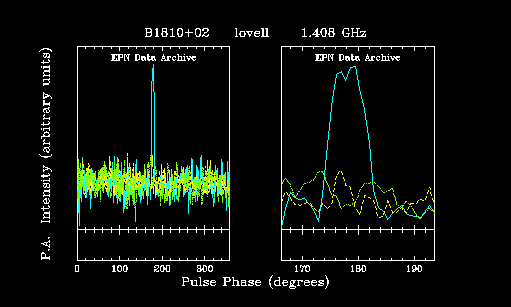 B1810+02 lovell 1.408 GHz
EPN Data Archive EPN Data Archive
P.A. Intensity (arbitrary units)
0 100 200 300 170 180 190
Pulse Phase (degrees)